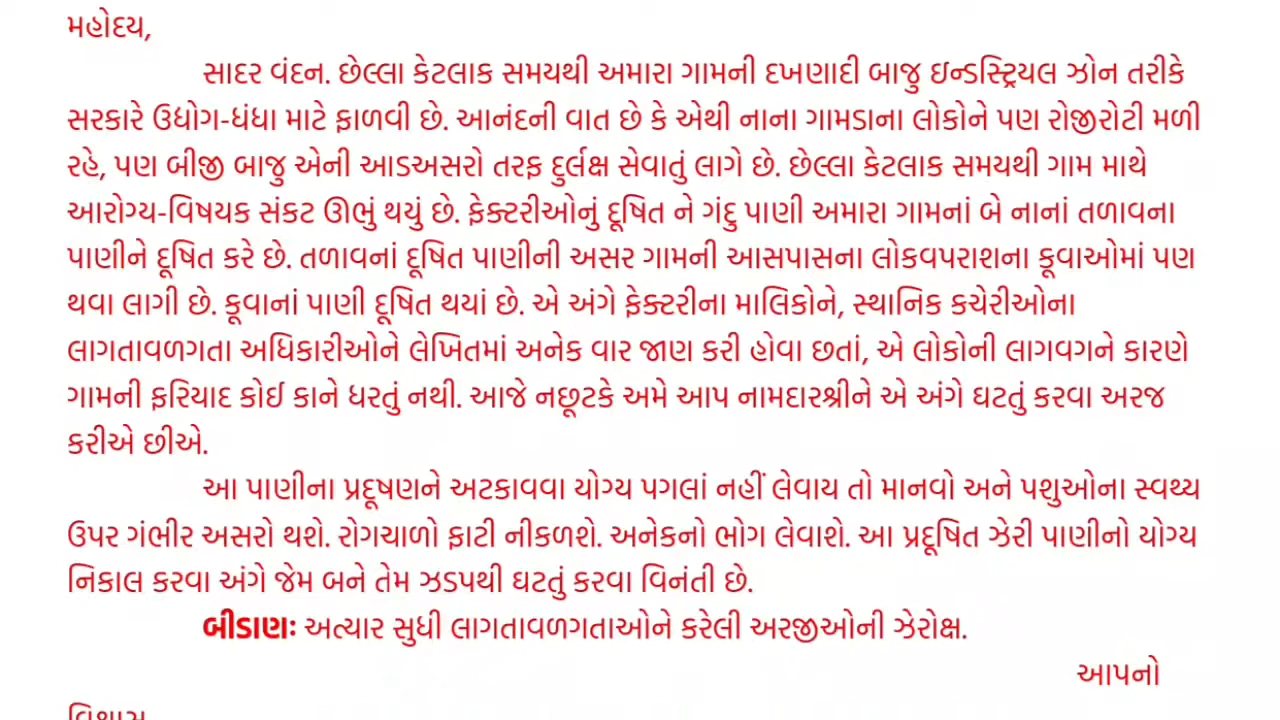 મહોદય,
સાદર વંદન. છેલ્લા કેટલાક સમયથી અમારા ગામની દખણાદી બાજુ ઇન્ડસ્ટ્રિયલ ઝોન તરીકે
સરકારે ઉદ્યોગ-ધંધા માટે ફાળવી છે. આનંદની વાત છે કે એથી નાના ગામડાના લોકોને પણ રોજીરોટી મળી
રહે, પણ બીજી બાજુ એની આડઅસરો તરફ દુર્લક્ષ સેવાતું લાગે છે. છેલ્લા કેટલાક સમયથી ગામ માથે
આરોગ્ય-વિષયક સંકટ ઊભું થયું છે. ફેક્ટરીઓનું દૂષિત ને ગંદુ પાણી અમારા ગામનાં બે નાનાં તળાવના
પાણીને દૂષિત કરે છે. તળાવનાં દૂષિત પાણીની અસર ગામની આસપાસના લોકવપરાશના કૂવાઓમાં પણ
થવા લાગી છે. કૂવાનાં પાણી દૂષિત થયાં છે. એ અંગે ફેક્ટરીના માલિકોને, સ્થાનિક કચેરીઓના
લાગતાવળગતા અધિકારીઓને લેખિતમાં અનેક વાર જાણ કરી હોવા છતાં, એ લોકોની લાગવગને કારણે
ગામની ફરિયાદ કોઈ કાને ધરતું નથી. આજે નછૂટકે અમે આપ નામદારશ્રીને એ અંગે ઘટતું કરવા અરજ
કરીએ છીએ.
આ પાણીના પ્રદૂષણને અટકાવવા યોગ્ય પગલાં નહીં લેવાય તો માનવો અને પશુઓના સ્વથ્ય
ઉપર ગંભીર અસરો થશે. રોગચાળો ફાટી નીકળશે. અનેકનો ભોગ લેવાશે. આ પ્રદૂષિત ઝેરી પાણીનો યોગ્ય
નિકાલ કરવા અંગે જેમ બને તેમ ઝડપથી ઘટતું કરવા વિનંતી છે.
બીડાણઃ અત્યાર સુધી લાગતાવળગતાઓને કરેલી અરજીઓની ઝેરોક્ષ.
આપનો